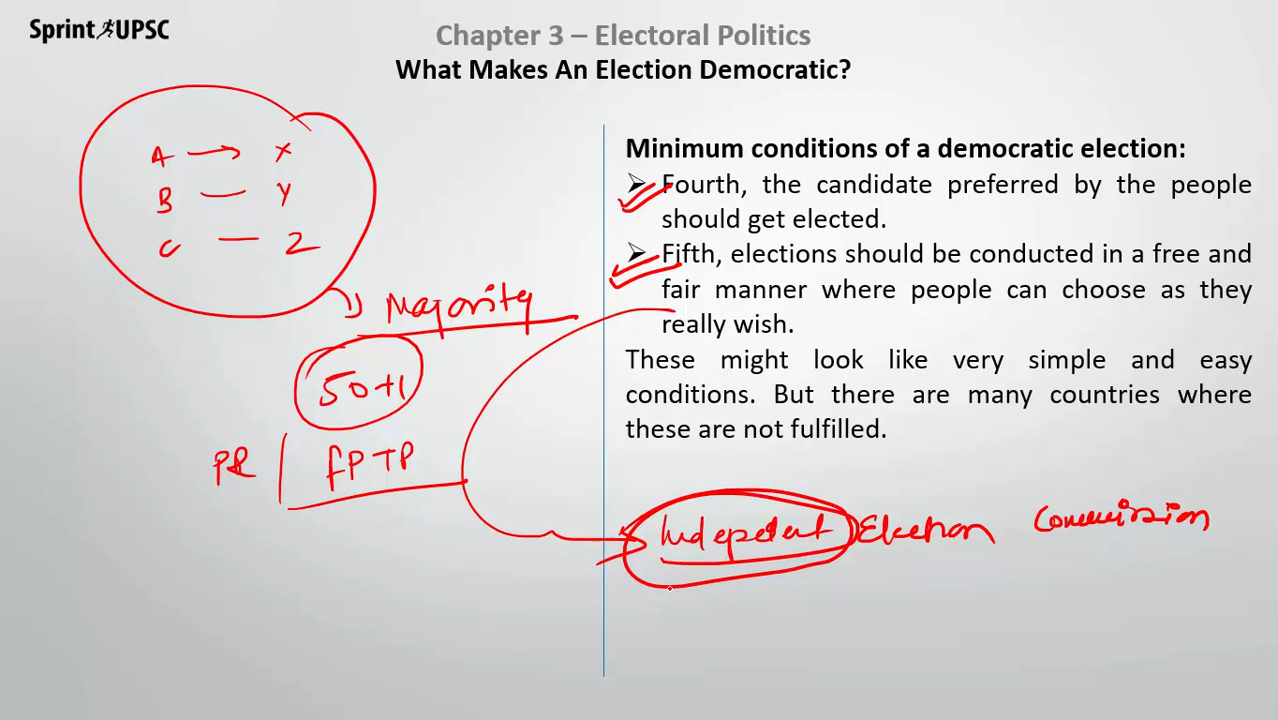 Sprint UPSC
Chapter 3 – Electoral Politics
What Makes An Election Democratic?
A → X
B — Y
C — Z
Majority
50+1
PR | FPTP
Minimum conditions of a democratic election:
➢ Fourth, the candidate preferred by the people
should get elected.
➢ Fifth, elections should be conducted in a free and
fair manner where people can choose as they
really wish.
These might look like very simple and easy
conditions. But there are many countries where
these are not fulfilled.
Independent Election Commission